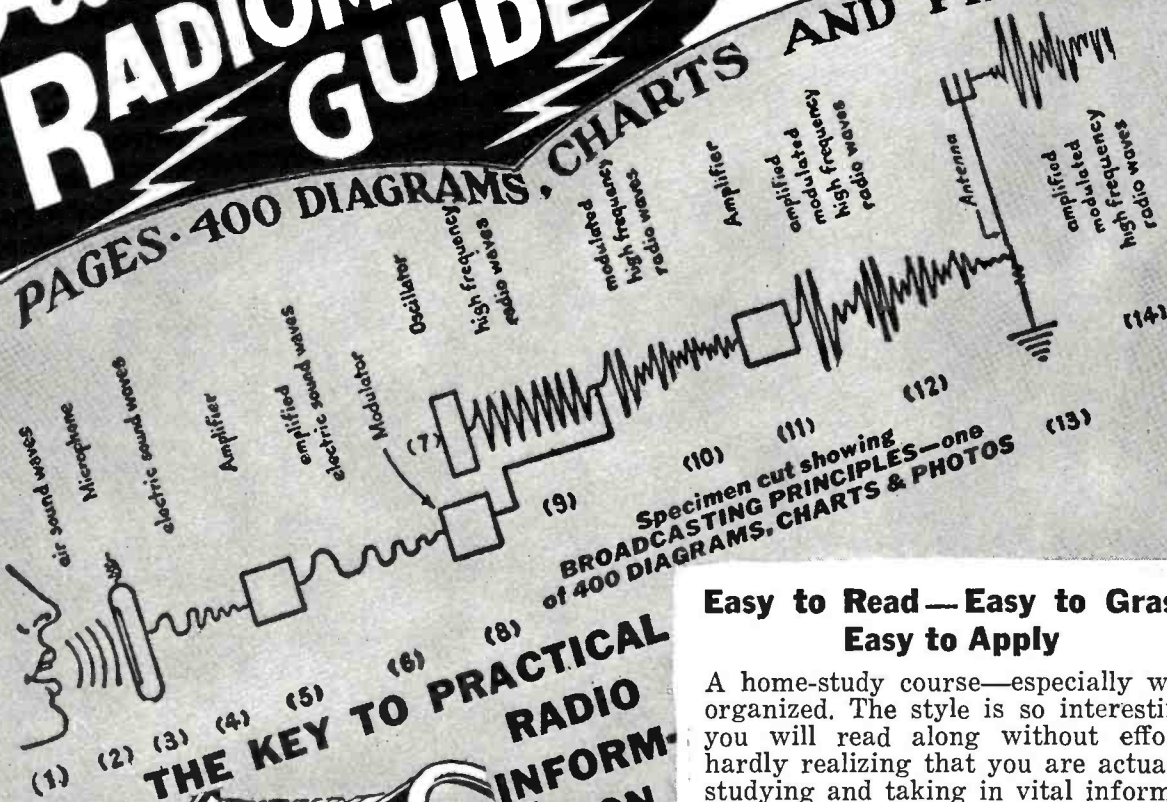 RADIOM
GUIDE
PAGES · 400 DIAGRAMS, CHARTS AND
air sound waves
Microphone
electric sound waves
Amplifier
amplified
electric sound waves
Modulator
Oscillator
high frequency
radio waves
modulated
high frequency
radio waves
Amplifier
amplified
modulated
high frequency
radio waves
Antenna
amplified
modulated
high frequency
radio waves
(1)
(2)
(3)
(4)
(5)
(6)
(7)
(8)
(9)
(10)
(11)
(12)
(13)
(14)
Specimen cut showing
BROADCASTING PRINCIPLES—one
of 400 DIAGRAMS, CHARTS & PHOTOS
THE KEY TO PRACTICAL
RADIO
INFORM-
Easy to Read—Easy to Gras
Easy to Apply
A home-study course—especially w
organized. The style is so interesti
you will read along without effo
hardly realizing that you are actua
studying and taking in vital inform